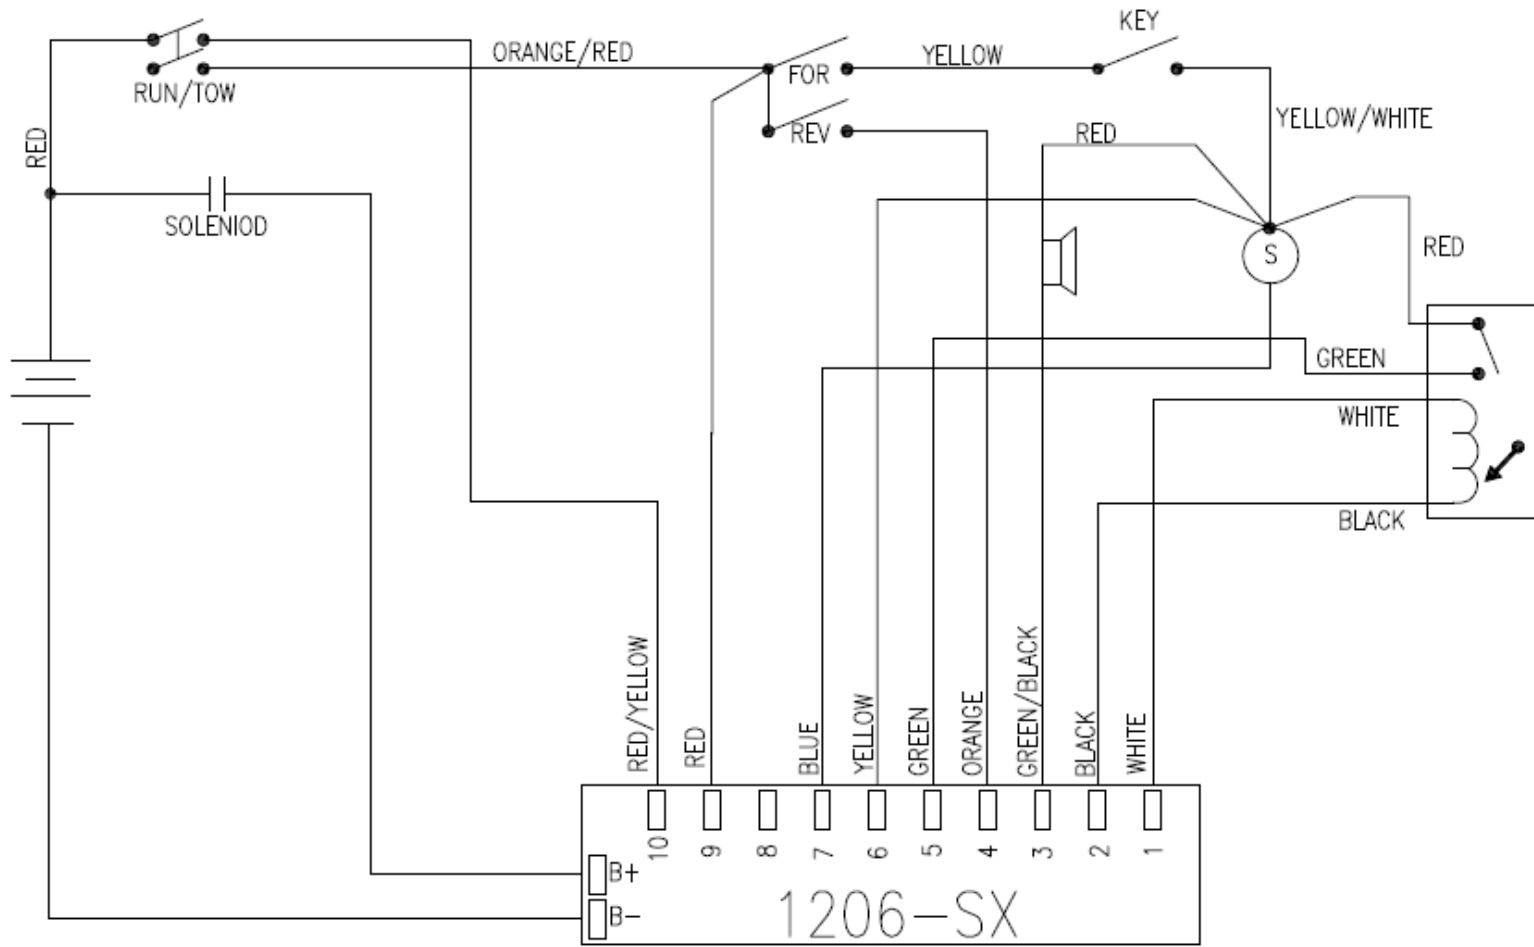 KEY
ORANGE/RED
YELLOW
FOR
RUN/TOW
YELLOW/WHITE
REV
RED
RED
SOLENIOD
S
RED
GREEN
WHITE
BLACK
RED/YELLOW
RED
BLUE
YELLOW
GREEN
ORANGE
GREEN/BLACK
BLACK
WHITE
10
9
8
7
6
5
4
3
2
1
B+
B-
1206-SX